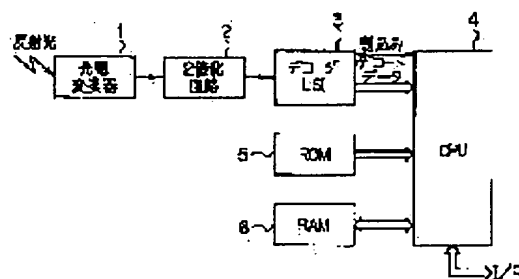 1
2
3
4
反射光
光電
変換器
2値化
回路
デコーダ
LSI
割込み
デコード
データ
CPU
5
ROM
6
RAM
I/O